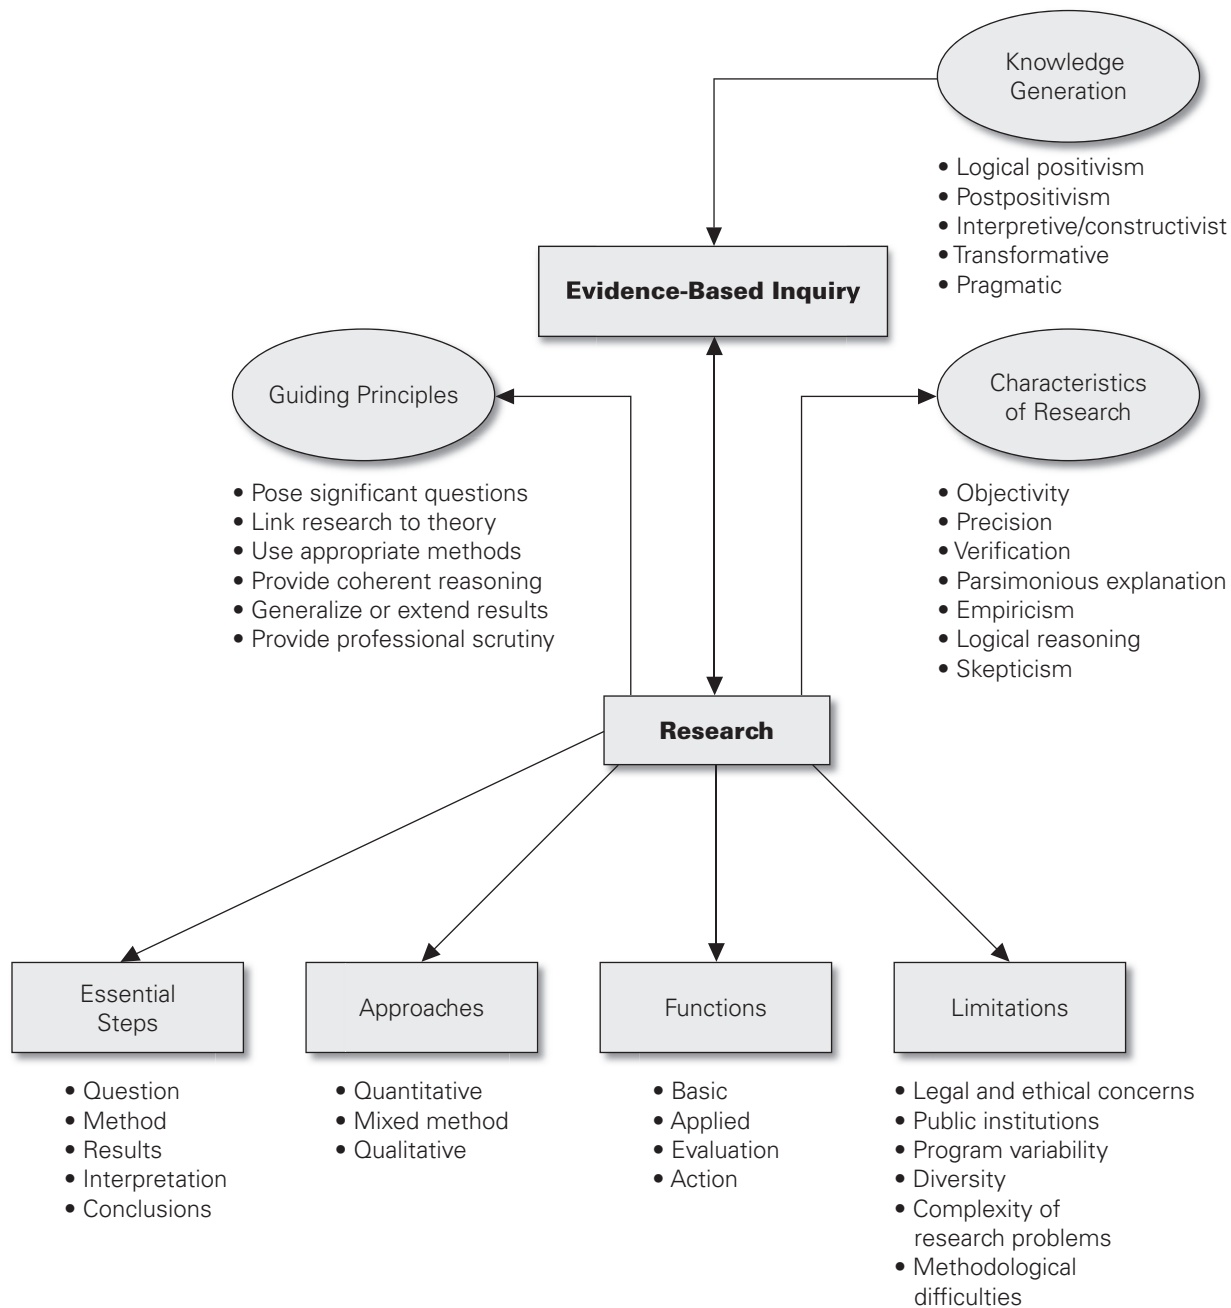 Knowledge
Generation
• Logical positivism
• Postpositivism
• Interpretive/constructivist
• Transformative
• Pragmatic
Evidence-Based Inquiry
Guiding Principles
• Pose significant questions
• Link research to theory
• Use appropriate methods
• Provide coherent reasoning
• Generalize or extend results
• Provide professional scrutiny
Characteristics
of Research
• Objectivity
• Precision
• Verification
• Parsimonious explanation
• Empiricism
• Logical reasoning
• Skepticism
Research
Essential
Steps
• Question
• Method
• Results
• Interpretation
• Conclusions
Approaches
• Quantitative
• Mixed method
• Qualitative
Functions
• Basic
• Applied
• Evaluation
• Action
Limitations
• Legal and ethical concerns
• Public institutions
• Program variability
• Diversity
• Complexity of
research problems
• Methodological
difficulties